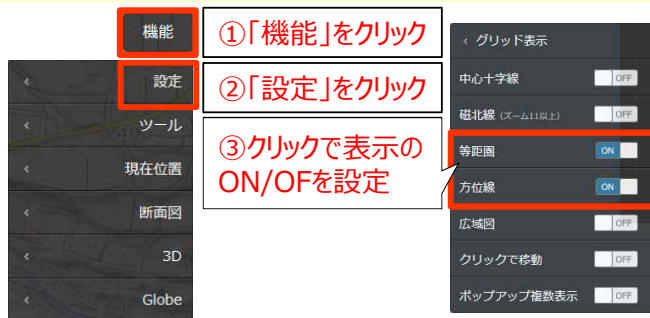 機能
①「機能」をクリック
設定
②「設定」をクリック
ツール
③クリックで表示の
ON/OFを設定
現在位置
断面図
3D
Globe
グリッド表示
中心十字線 OFF
磁北線 (ズーム11以上) OFF
等距圏 ON
方位線 ON
広域図 OFF
クリックで移動 OFF
ポップアップ複数表示 OFF